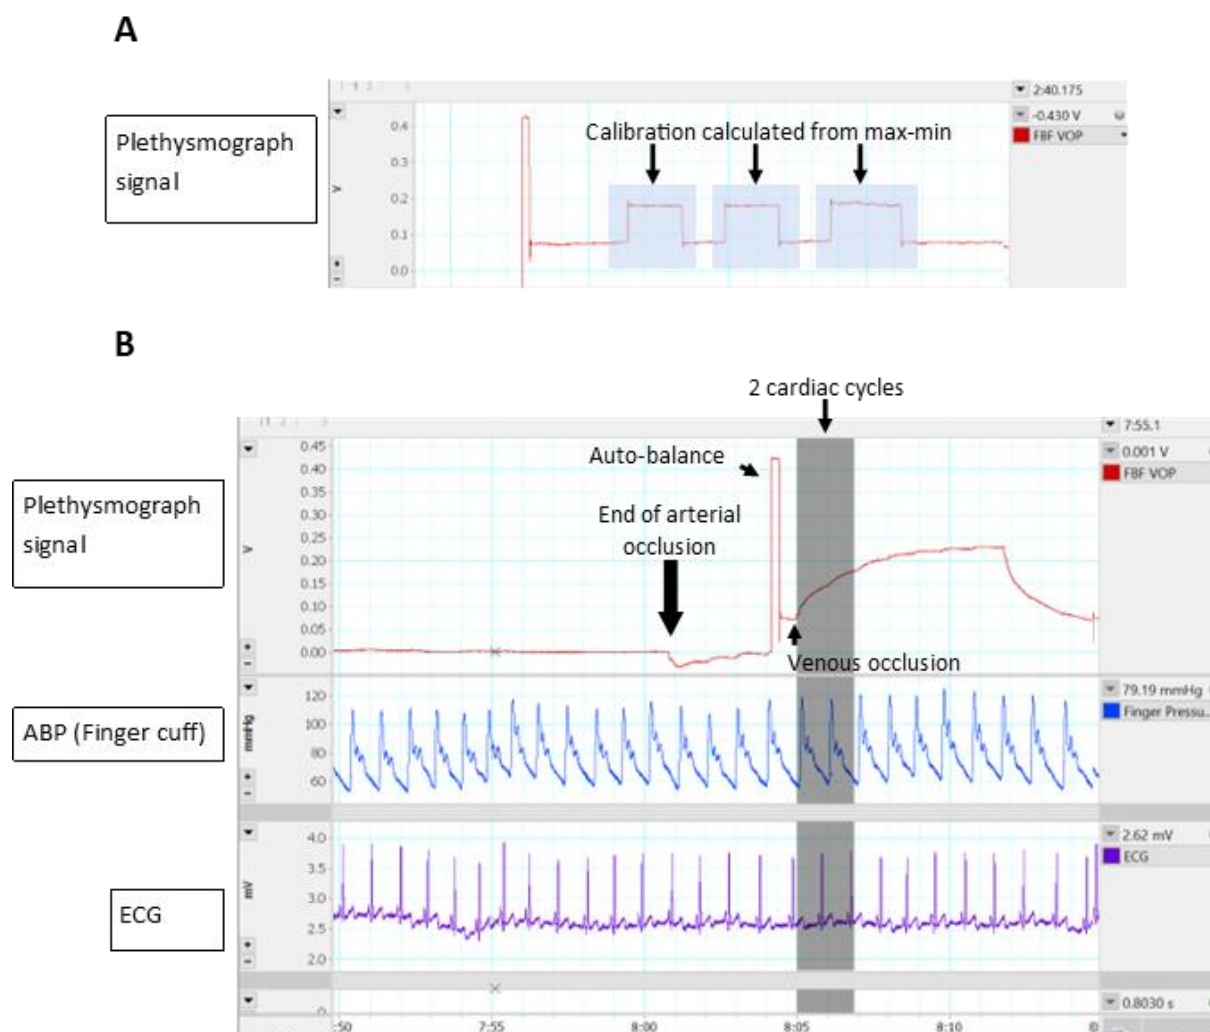 A
2:40.175
Plethysmograph
signal
0.4
0.3
0.2
0.1
0.0
V
Calibration calculated from max-min
-0.430 V
FBF VOP
B
2 cardiac cycles
7:55.1
Plethysmograph
signal
0.45
0.40
0.35
0.30
0.25
0.20
0.15
0.10
0.05
0.00
V
Auto-balance
End of arterial
occlusion
Venous occlusion
0.001 V
FBF VOP
ABP (Finger cuff)
120
100
80
60
mmHg
79.19 mmHg
Finger Pressu...
ECG
4.0
3.5
3.0
2.5
2.0
mV
2.62 mV
ECG
0
0.8030 s
:50
7:55
8:00
8:05
8:10